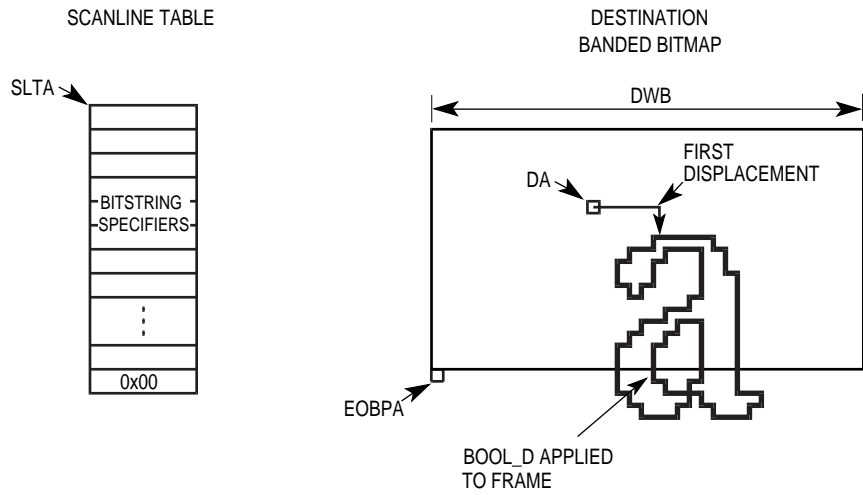 SCANLINE TABLE
DESTINATION
BANDED BITMAP
SLTA
DWB
FIRST
DISPLACEMENT
DA
BITSTRING
SPECIFIERS
0x00
EOBPA
BOOL_D APPLIED
TO FRAME